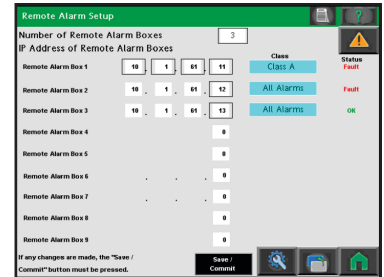 Remote Alarm Setup
Number of Remote Alarm Boxes 3
IP Address of Remote Alarm Boxes
Class Status
Remote Alarm Box 1 10 . 1 . 61 . 11 Class A Fault
Remote Alarm Box 2 10 . 1 . 61 . 12 All Alarms Fault
Remote Alarm Box 3 10 . 1 . 61 . 13 All Alarms OK
Remote Alarm Box 4 0
Remote Alarm Box 5 0
Remote Alarm Box 6 . . . 0
Remote Alarm Box 7 . . . 0
Remote Alarm Box 8 0
Remote Alarm Box 9 0
If any changes are made, the "Save /
Commit" button must be pressed.
Save /
Commit